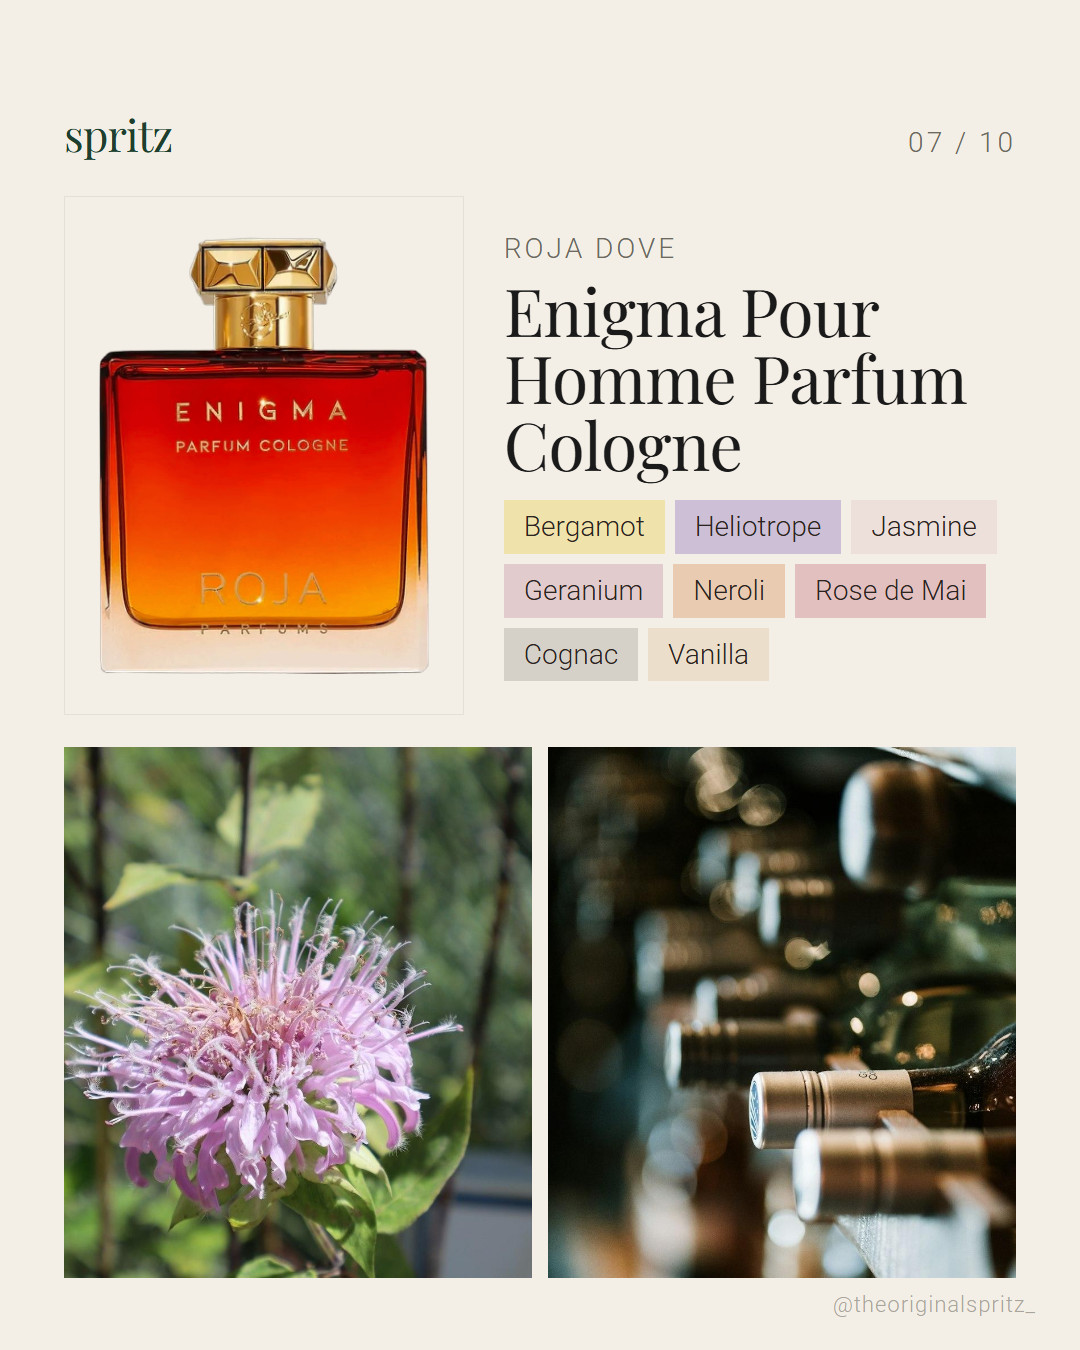 spritz
07 / 10
ENIGMA
PARFUM COLOGNE
ROJA
PARFUMS
ROJA DOVE
Enigma Pour
Homme Parfum
Cologne
Bergamot
Heliotrope
Jasmine
Geranium
Neroli
Rose de Mai
Cognac
Vanilla
@theoriginalspritz_